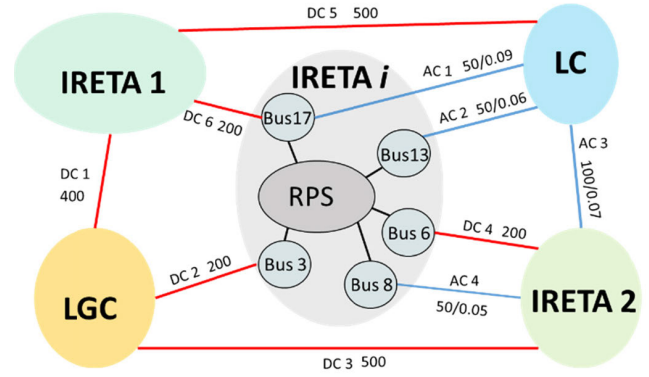 DC 5 500
IRETA 1
IRETA i
LC
AC 1 50/0.09
DC 6 200
Bus17
AC 2 50/0.06
Bus13
AC 3
100/0.07
DC 1
400
RPS
Bus 6
DC 4 200
DC 2 200
Bus 3
Bus 8
AC 4
50/0.05
LGC
IRETA 2
DC 3 500